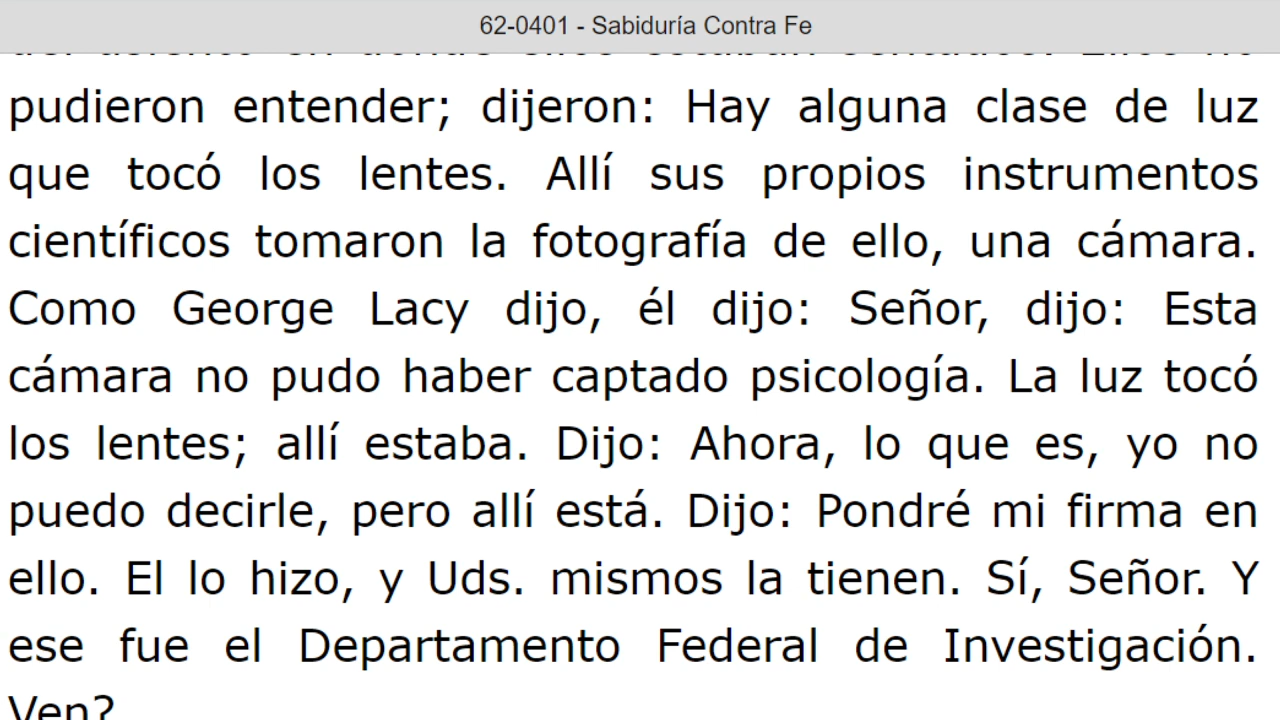 62-0401 - Sabiduría Contra Fe
pudieron entender; dijeron: Hay alguna clase de luz
que tocó los lentes. Allí sus propios instrumentos
científicos tomaron la fotografía de ello, una cámara.
Como George Lacy dijo, él dijo: Señor, dijo: Esta
cámara no pudo haber captado psicología. La luz tocó
los lentes; allí estaba. Dijo: Ahora, lo que es, yo no
puedo decirle, pero allí está. Dijo: Pondré mi firma en
ello. El lo hizo, y Uds. mismos la tienen. Sí, Señor. Y
ese fue el Departamento Federal de Investigación.
Ven?